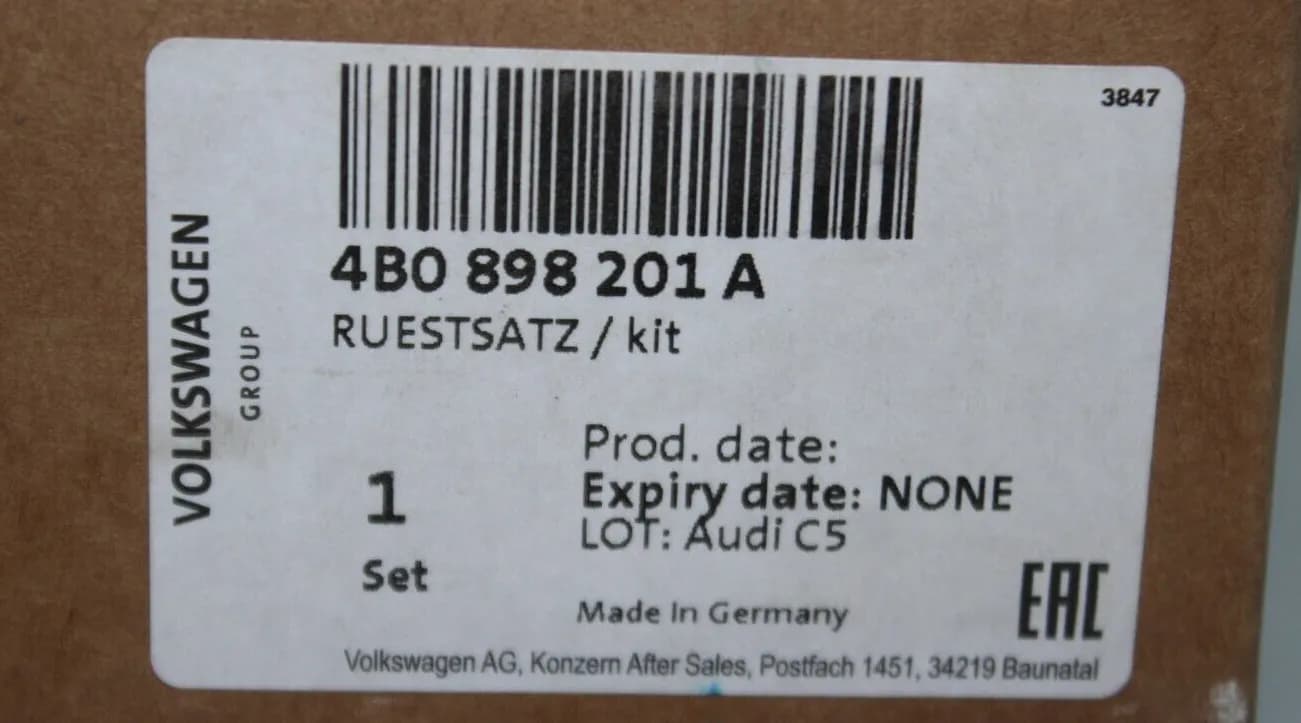 3847
VOLKSWAGEN
GROUP
4B0 898 201 A
RUESTSATZ / kit
1
Set
Prod. date:
Expiry date: NONE
LOT: Audi C5
Made In Germany
EAC
Volkswagen AG, Konzern After Sales, Postfach 1451, 34219 Baunatal